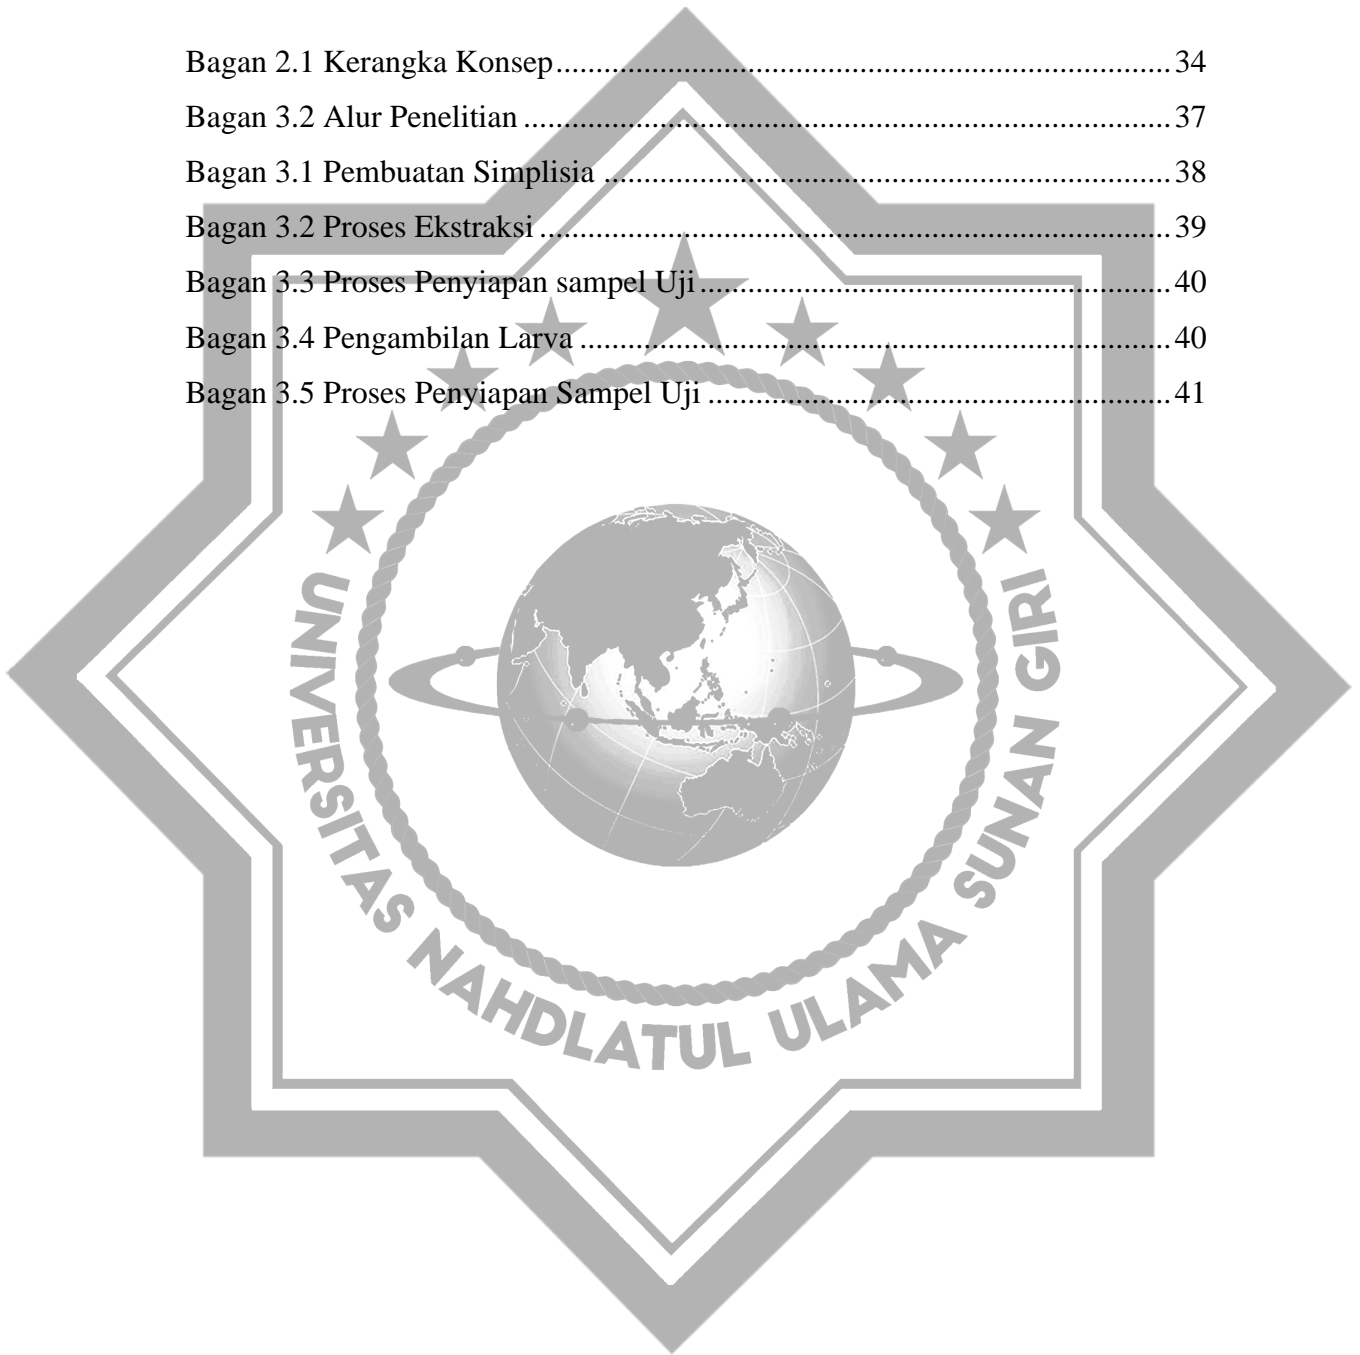 Bagan 2.1 Kerangka Konsep.............................................................................. 34
Bagan 3.2 Alur Penelitian .................................................................................. 37
Bagan 3.1 Pembuatan Simplisia ........................................................................ 38
Bagan 3.2 Proses Ekstraksi ................................................................................ 39
Bagan 3.3 Proses Penyiapan sampel Uji ............................................................ 40
Bagan 3.4 Pengambilan Larva ........................................................................... 40
Bagan 3.5 Proses Penyiapan Sampel Uji ........................................................... 41
UNIVERSITAS NAHDLATUL ULAMA SUNAN GIRI